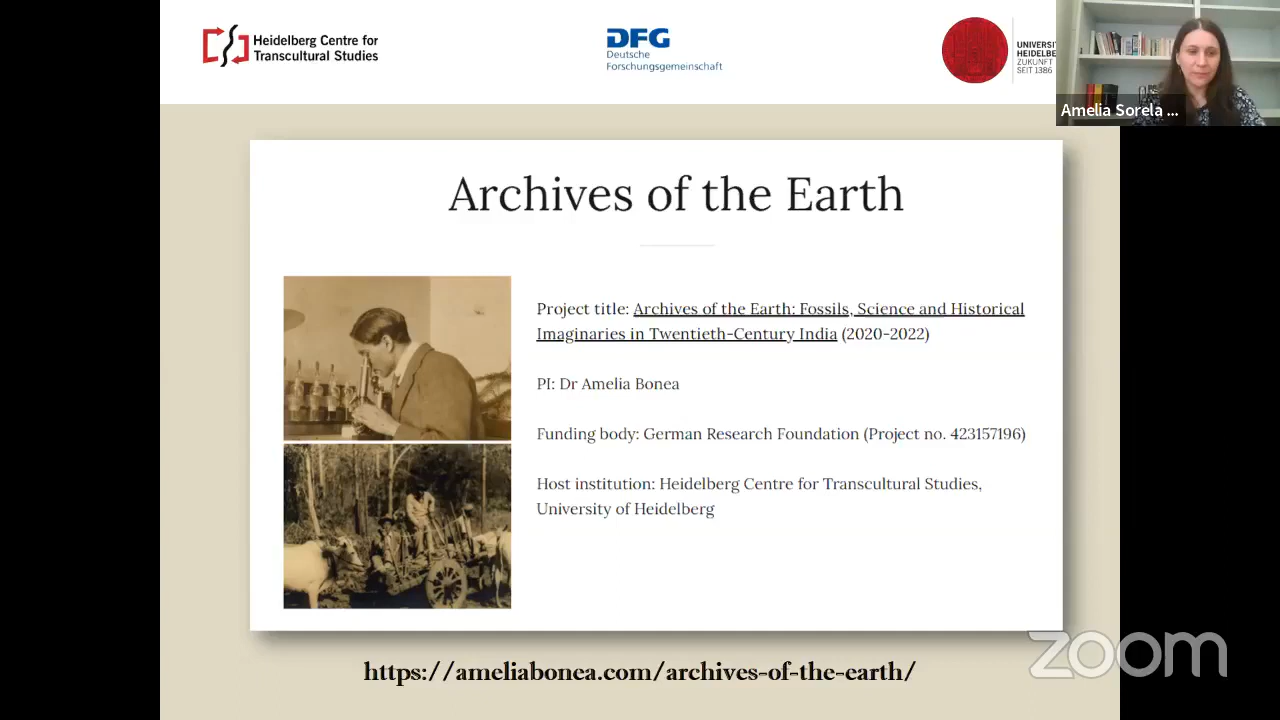 Heidelberg Centre for
Transcultural Studies
DFG
Deutsche
Forschungsgemeinschaft
UNIVERSI
HEIDELBE
ZUKUNFT
SEIT 1386
Amelia Sorela ...
Archives of the Earth
Project title: Archives of the Earth: Fossils, Science and Historical
Imaginaries in Twentieth-Century India (2020-2022)
PI: Dr Amelia Bonea
Funding body: German Research Foundation (Project no. 423157196)
Host institution: Heidelberg Centre for Transcultural Studies,
University of Heidelberg
zoom
https://ameliabonea.com/archives-of-the-earth/